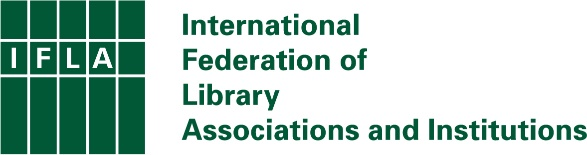 IFLA
International
Federation of
Library
Associations and Institutions